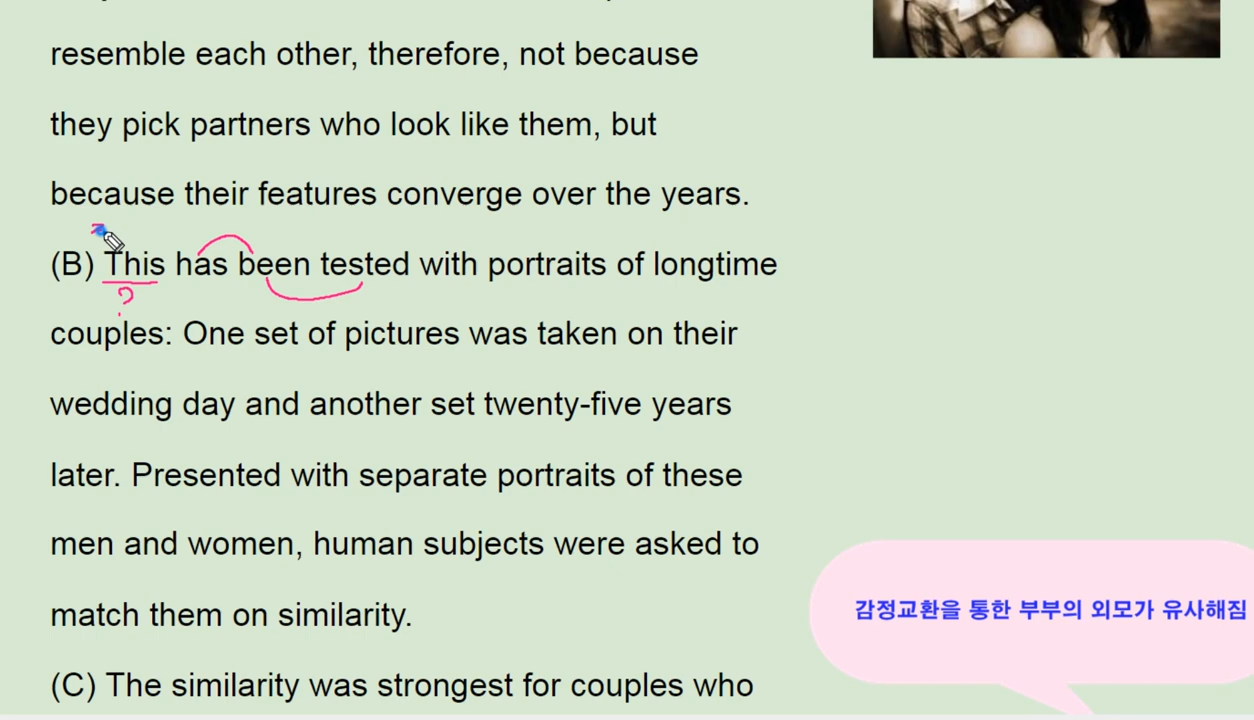 resemble each other, therefore, not because
they pick partners who look like them, but
because their features converge over the years.
(B) This has been tested with portraits of longtime
?
couples: One set of pictures was taken on their
wedding day and another set twenty-five years
later. Presented with separate portraits of these
men and women, human subjects were asked to
match them on similarity.
감정교환을 통한 부부의 외모가 유사해짐
(C) The similarity was strongest for couples who